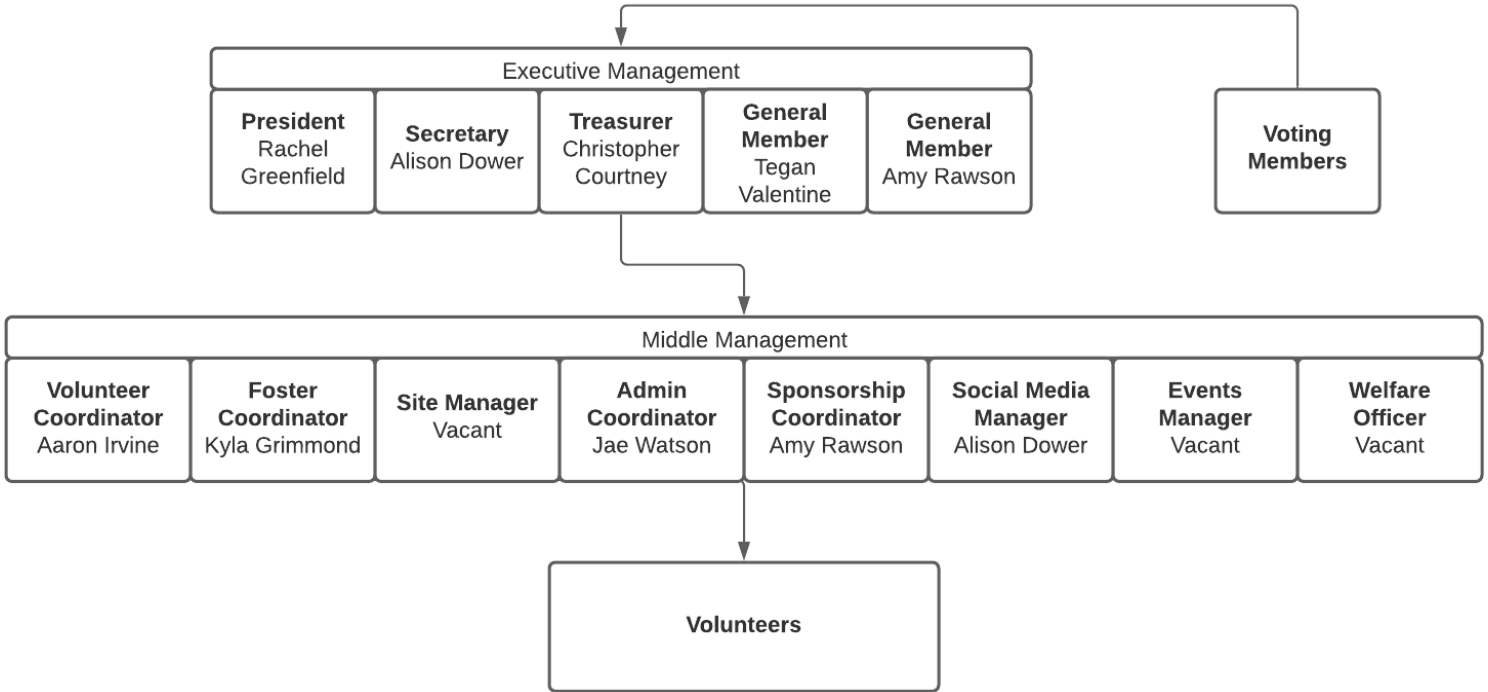 Executive Management
President
Rachel
Greenfield
Secretary
Alison Dower
Treasurer
Christopher
Courtney
General
Member
Tegan
Valentine
General
Member
Amy Rawson
Voting
Members
Middle Management
Volunteer
Coordinator
Aaron Irvine
Foster
Coordinator
Kyla Grimmond
Site Manager
Vacant
Admin
Coordinator
Jae Watson
Sponsorship
Coordinator
Amy Rawson
Social Media
Manager
Alison Dower
Events
Manager
Vacant
Welfare
Officer
Vacant
Volunteers